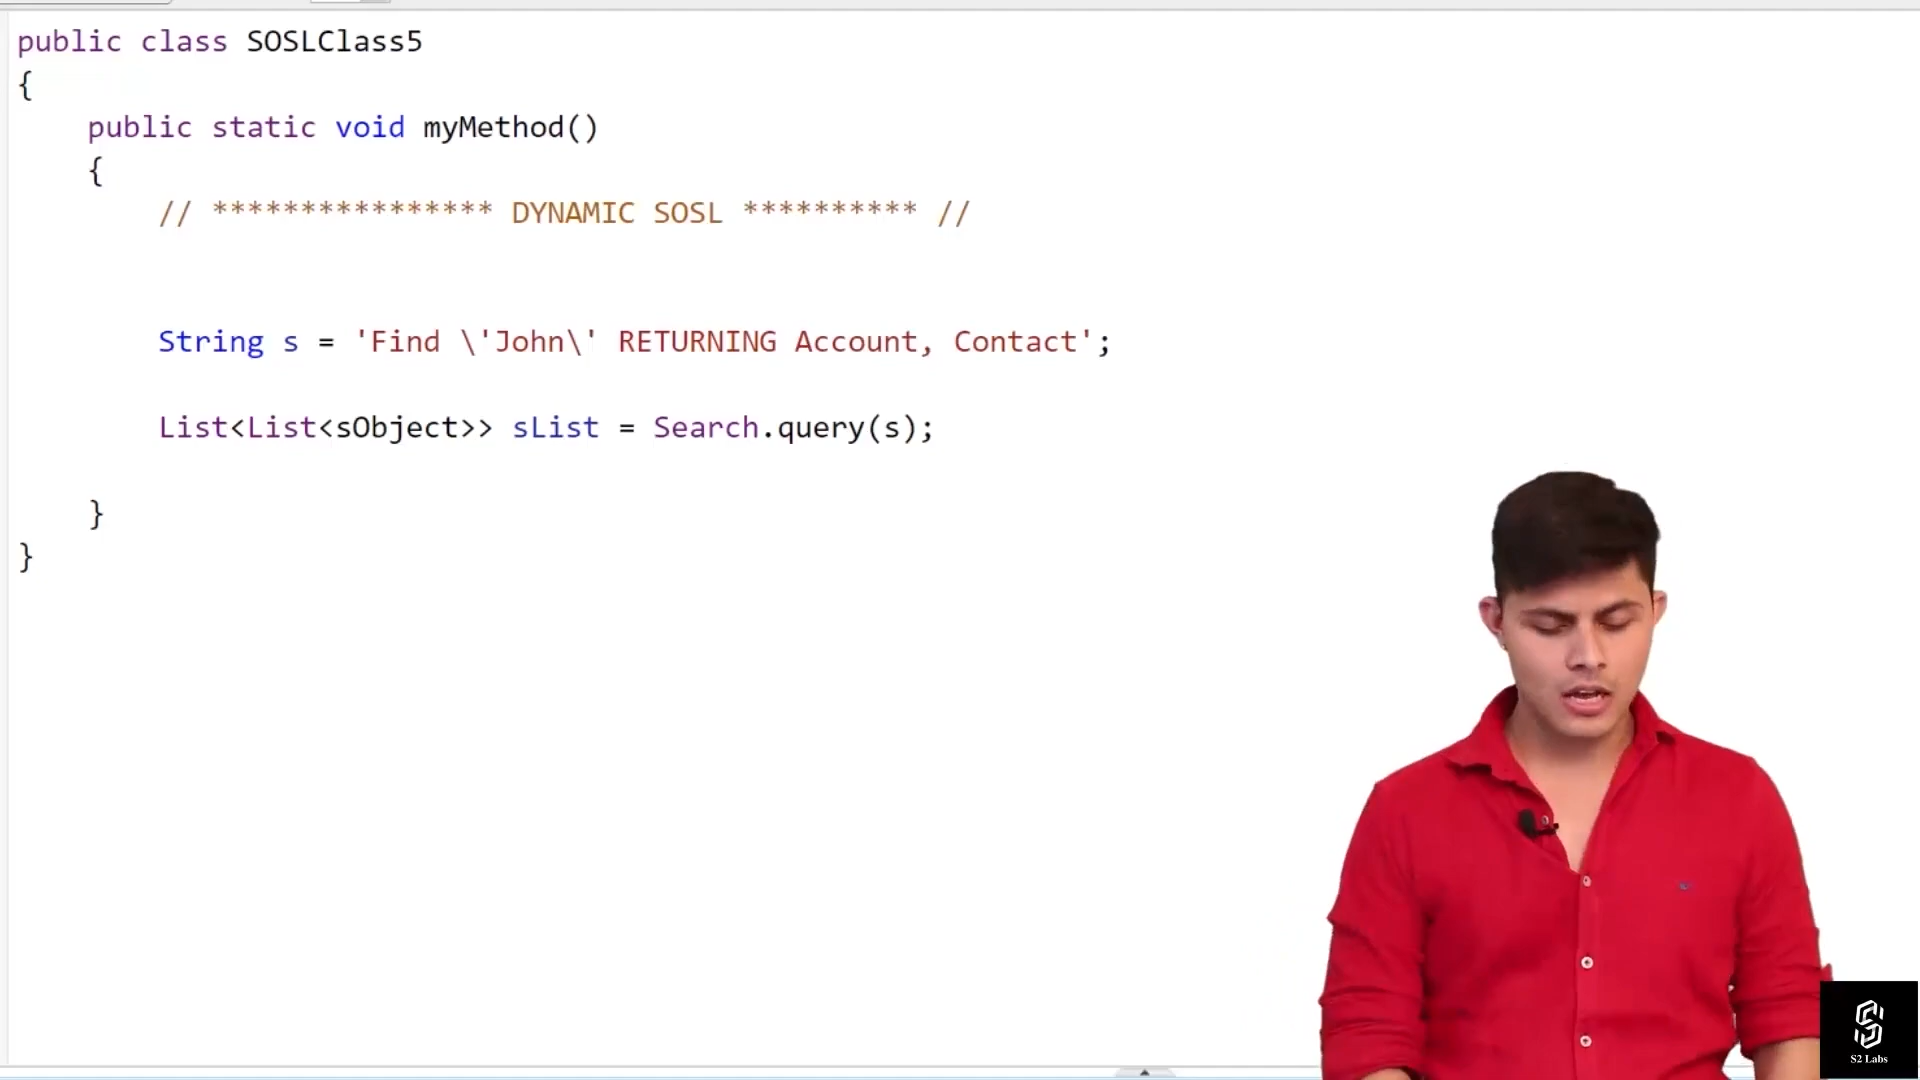 public class SOSLClass5
{
public static void myMethod()
{
// **************** DYNAMIC SOSL ********** //
String s = 'Find \'John\' RETURNING Account, Contact';
List<List<sObject>> sList = Search.query(s);
}
}
S2 Labs